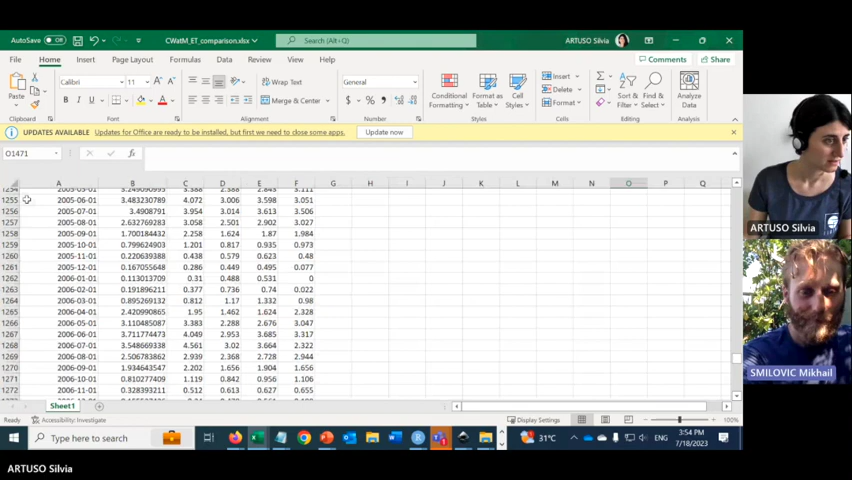 AutoSave Off CWatM_ET_comparison.xlsx Search (Alt+Q) ARTUSO Silvia
File Home Insert Draw Page Layout Formulas Data Review View Help Comments Share
Calibri 11 Wrap Text General Insert Σ
Paste B I U Merge & Center $ % Conditional Formatting Format as Table Cell Styles Delete Format Sort & Filter Find & Select Analyze Data
Clipboard Font Alignment Number Styles Cells Editing Analysis
UPDATES AVAILABLE Updates for Office are ready to be installed, but first we need to close some apps. Update now
O1471 fx
A B C D E F G H I J K L M N O P Q
1254 2005-05-01 3.249090995 3.388 2.388 2.843 3.111
1255 2005-06-01 3.483230789 4.072 3.006 3.598 3.051
1256 2005-07-01 3.4908791 3.954 3.014 3.613 3.506
1257 2005-08-01 2.632769283 3.058 2.501 2.902 3.027
1258 2005-09-01 1.700184432 2.258 1.624 1.87 1.984
1259 2005-10-01 0.799624903 1.201 0.817 0.935 0.973
1260 2005-11-01 0.220639388 0.438 0.579 0.623 0.48
1261 2005-12-01 0.167055648 0.286 0.449 0.495 0.077
1262 2006-01-01 0.113013709 0.31 0.488 0.531 0
1263 2006-02-01 0.191896211 0.377 0.736 0.74 0.022
1264 2006-03-01 0.895269132 0.812 1.17 1.332 0.98
1265 2006-04-01 2.420990865 1.95 1.462 1.624 2.328
1266 2006-05-01 3.110485087 3.383 2.288 2.676 3.047
1267 2006-06-01 3.711774473 4.049 2.953 3.685 3.317
1268 2006-07-01 3.548669338 4.561 3.02 3.664 2.322
1269 2006-08-01 2.506783862 2.939 2.368 2.728 2.944
1270 2006-09-01 1.934643547 2.202 1.656 1.904 1.656
1271 2006-10-01 0.810277409 1.119 0.842 0.956 1.106
1272 2006-11-01 0.328393211 0.512 0.613 0.627 0.655
Sheet1
Ready Accessibility: Investigate Display Settings 100%
Type here to search 31°C ENG 3:54 PM 7/18/2023
ARTUSO Silvia
SMILOVIC Mikhail
ARTUSO Silvia